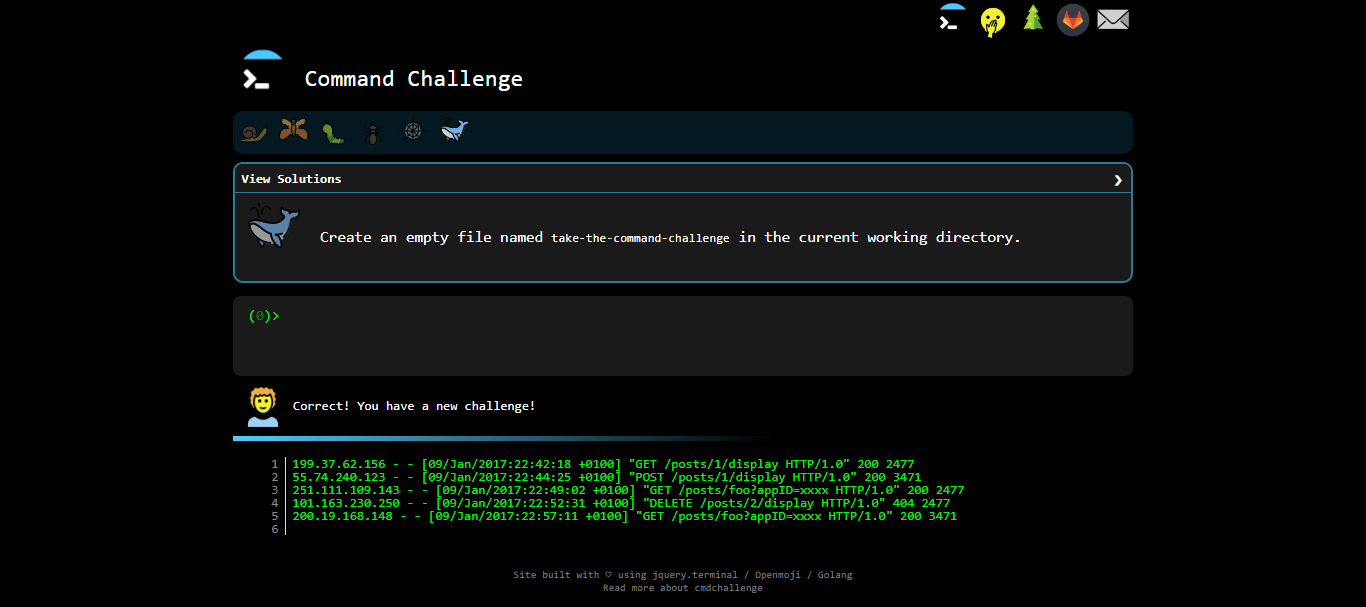 Command Challenge
View Solutions ❯
Create an empty file named take-the-command-challenge in the current working directory.
(0)>
Correct! You have a new challenge!
1 199.37.62.156 - - [09/Jan/2017:22:42:18 +0100] "GET /posts/1/display HTTP/1.0" 200 2477
2 55.74.240.123 - - [09/Jan/2017:22:44:25 +0100] "POST /posts/1/display HTTP/1.0" 200 3471
3 251.111.109.143 - - [09/Jan/2017:22:49:02 +0100] "GET /posts/foo?appID=xxxx HTTP/1.0" 200 2477
4 101.163.230.250 - - [09/Jan/2017:22:52:31 +0100] "DELETE /posts/2/display HTTP/1.0" 404 2477
5 200.19.168.148 - - [09/Jan/2017:22:57:11 +0100] "GET /posts/foo?appID=xxxx HTTP/1.0" 200 3471
6
Site built with ♡ using jquery.terminal / Openmoji / Golang
Read more about cmdchallenge